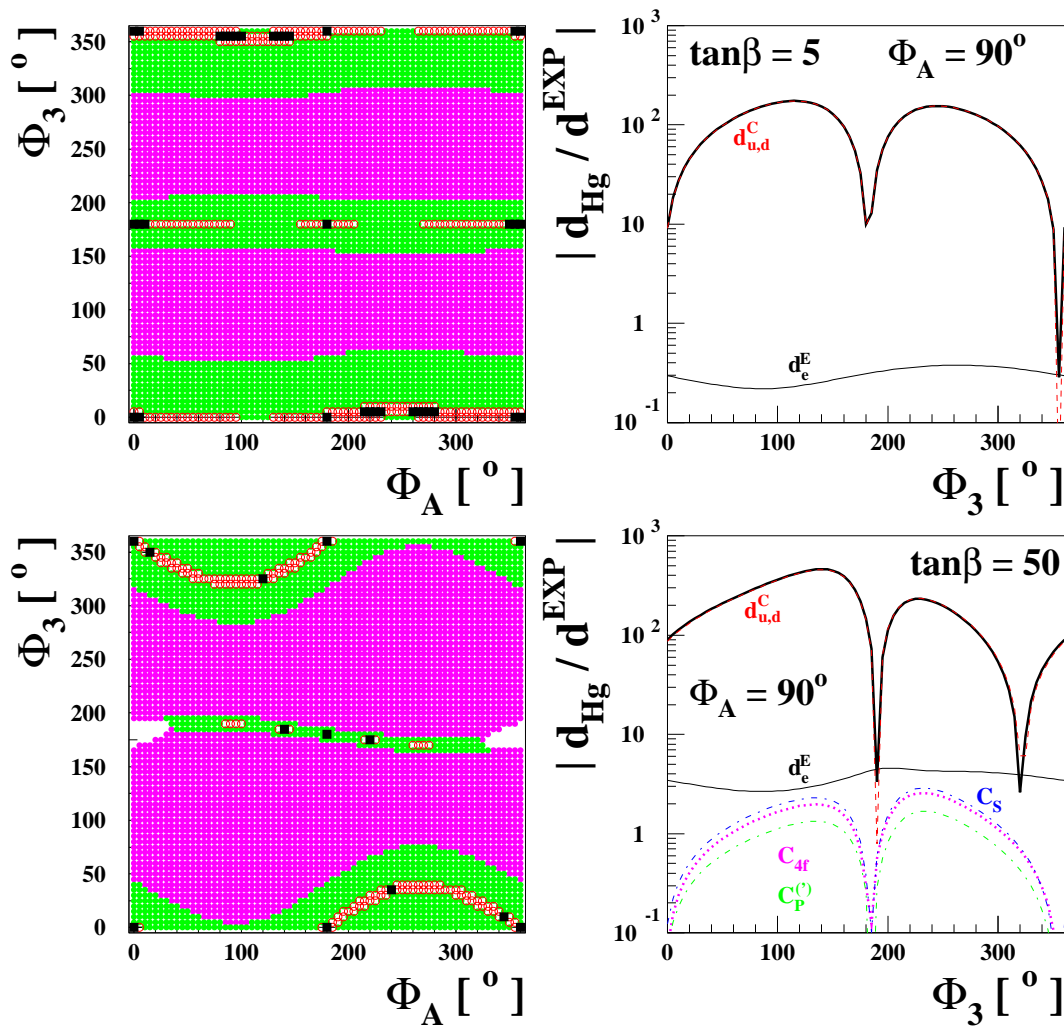 Φ3 [ o ]
350
300
250
200
150
100
50
0
0 100 200 300
ΦA [ o ]
| dHg / dEXP |
10 3
10 2
10
1
10 -1
tanβ = 5 ΦA = 90o
dCu,d
dEe
0 100 200 300
Φ3 [ o ]
Φ3 [ o ]
350
300
250
200
150
100
50
0
0 100 200 300
ΦA [ o ]
| dHg / dEXP |
10 3
10 2
10
1
10 -1
tanβ = 50
dCu,d
ΦA = 90o
dEe
CS
C4f
CP(')
0 100 200 300
Φ3 [ o ]